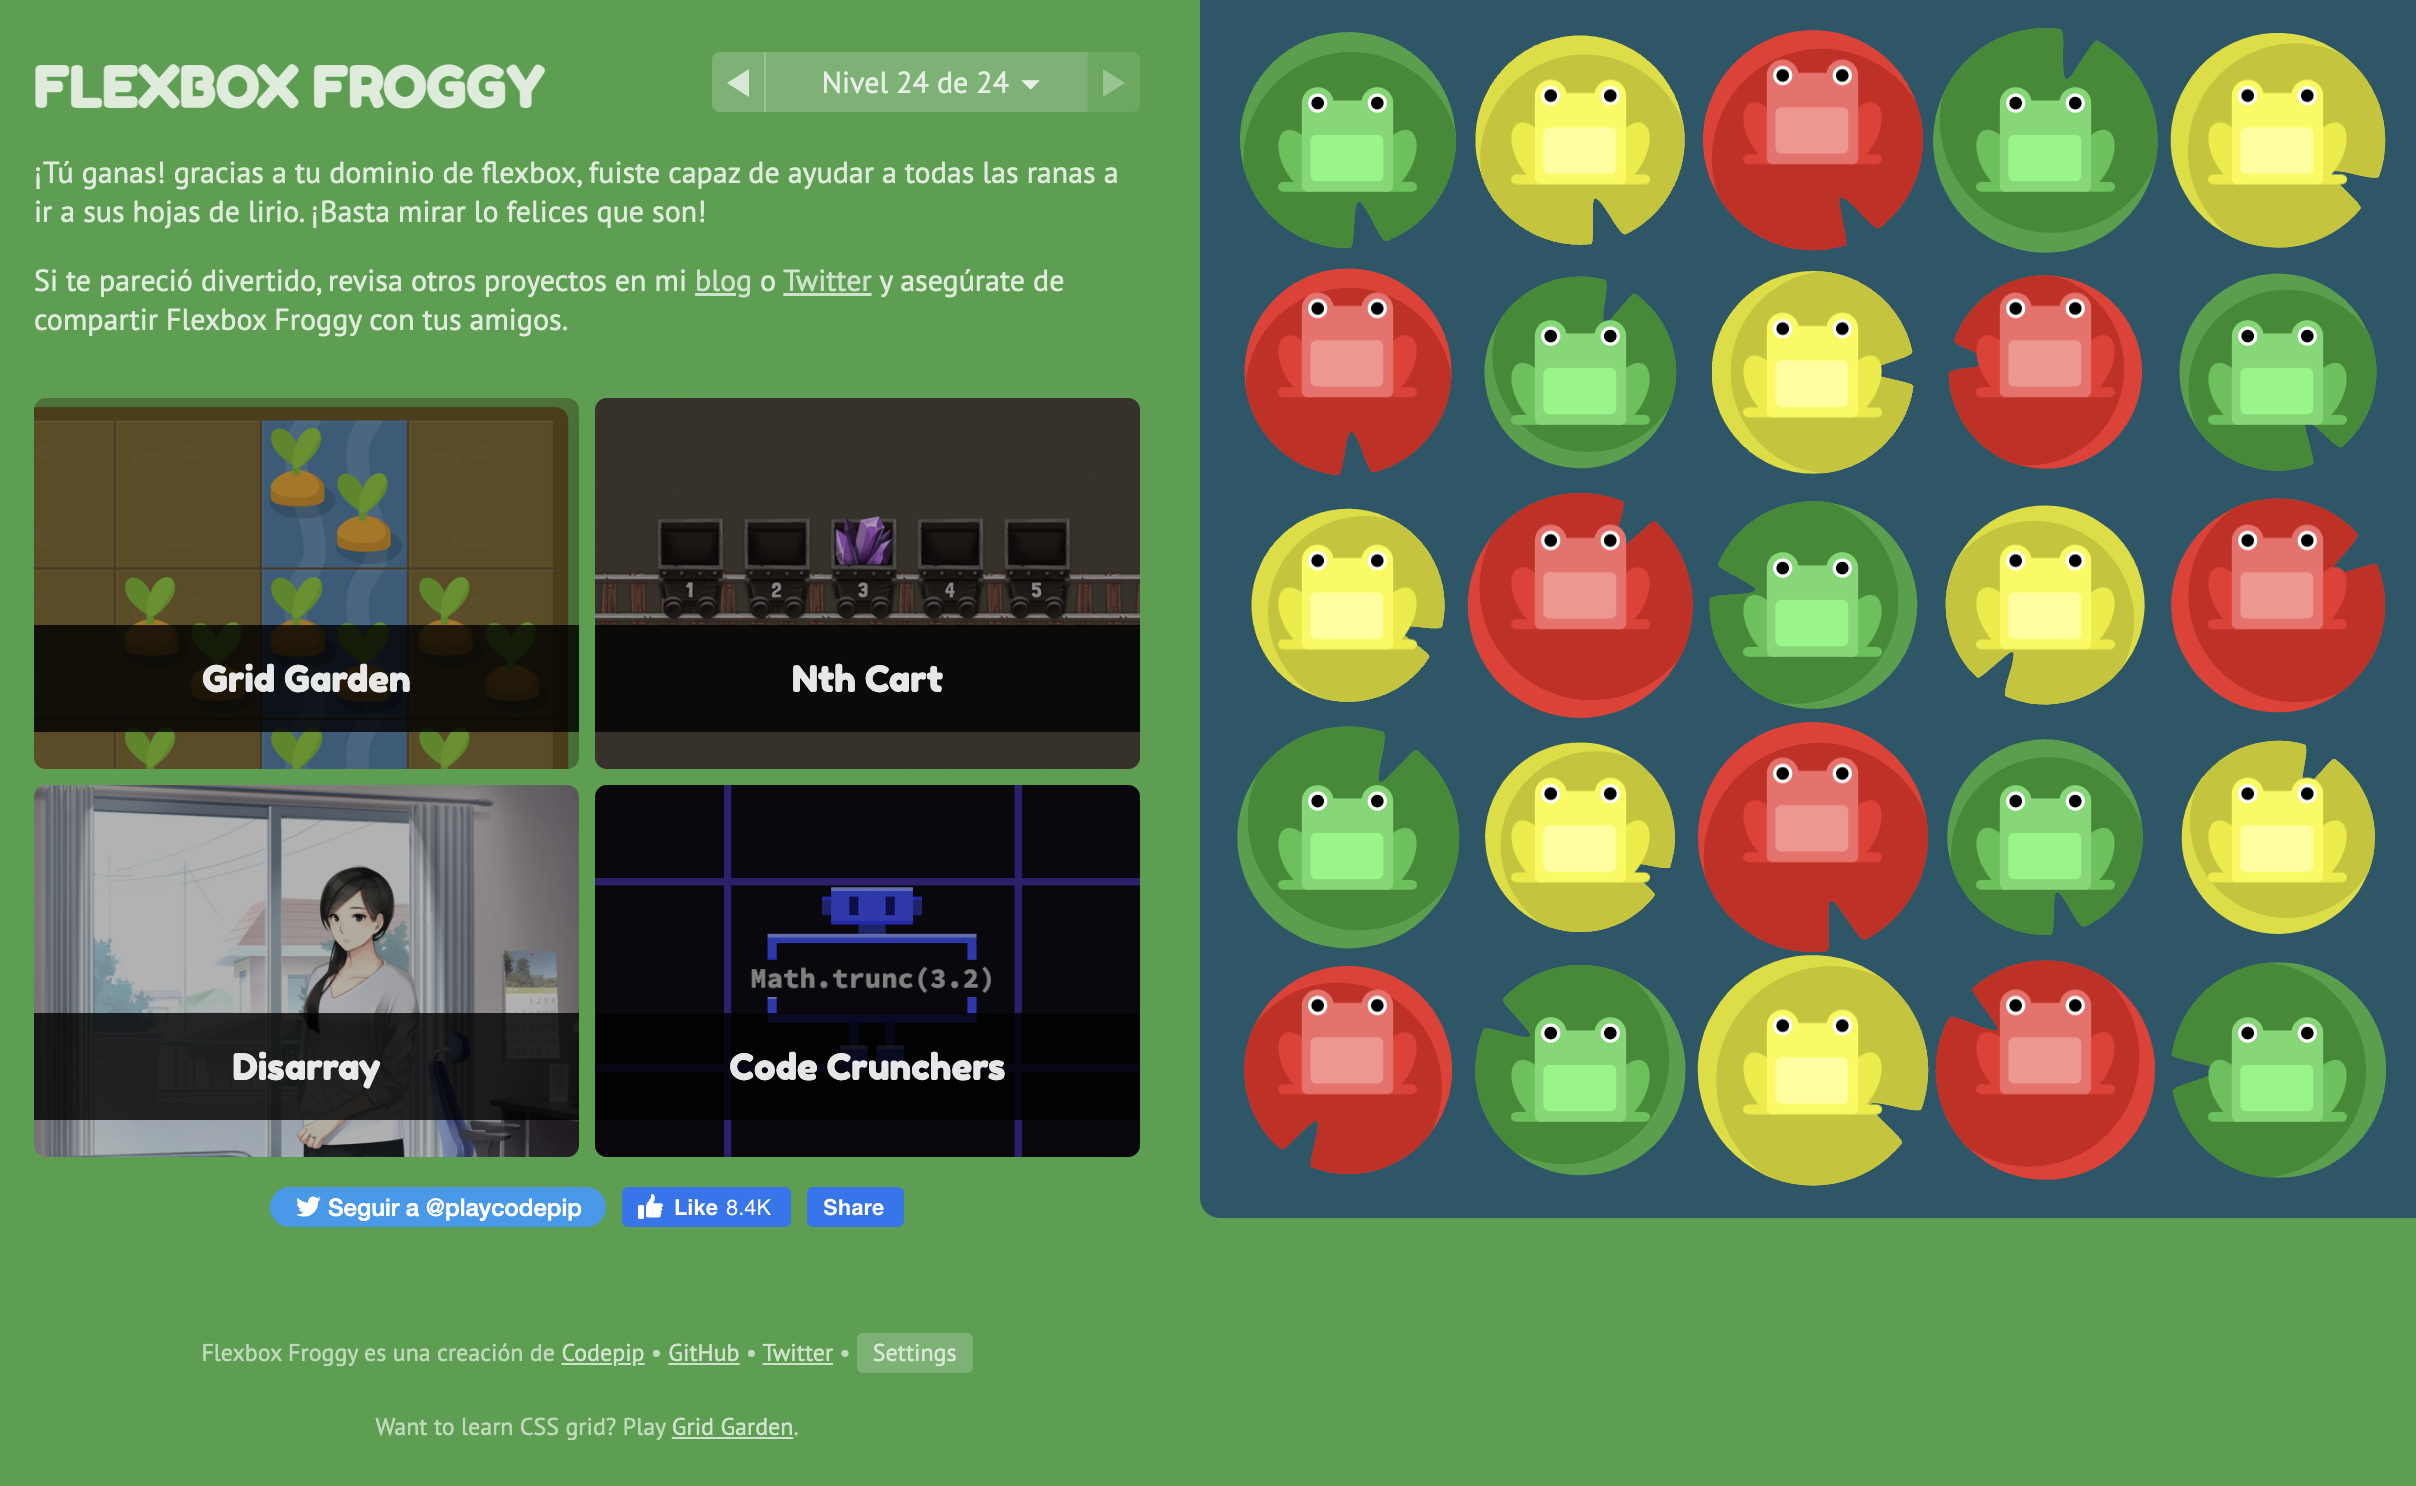 FLEXBOX FROGGY
Nivel 24 de 24
¡Tú ganas! gracias a tu dominio de flexbox, fuiste capaz de ayudar a todas las ranas a
ir a sus hojas de lirio. ¡Basta mirar lo felices que son!
Si te pareció divertido, revisa otros proyectos en mi blog o Twitter y asegúrate de
compartir Flexbox Froggy con tus amigos.
Grid Garden
1 2 3 4 5
Nth Cart
Disarray
Math.trunc(3.2)
Code Crunchers
Seguir a @playcodepip
Like 8.4K
Share
Flexbox Froggy es una creación de Codepip • GitHub • Twitter • Settings
Want to learn CSS grid? Play Grid Garden.